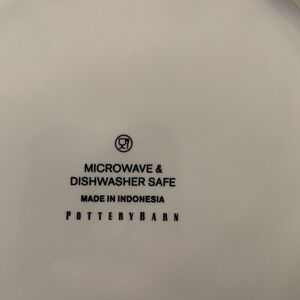 MICROWAVE &
DISHWASHER SAFE
MADE IN INDONESIA
POTTERYBARN